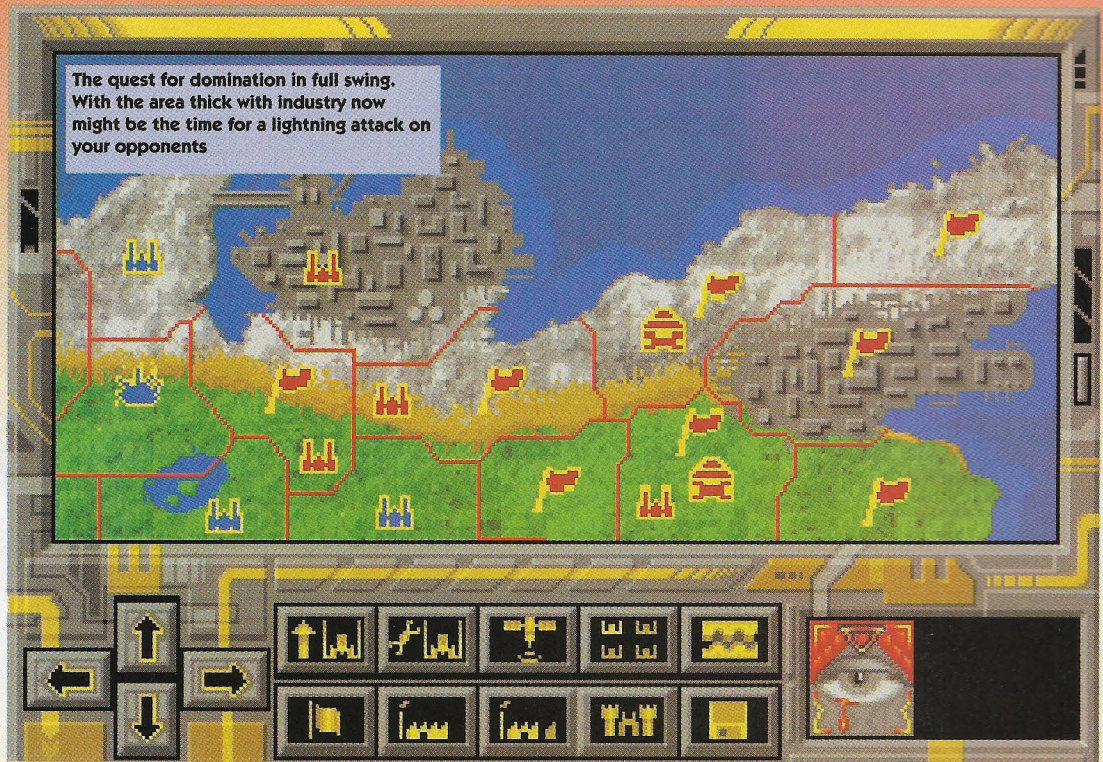 The quest for domination in full swing.
With the area thick with industry now
might be the time for a lightning attack on
your opponents